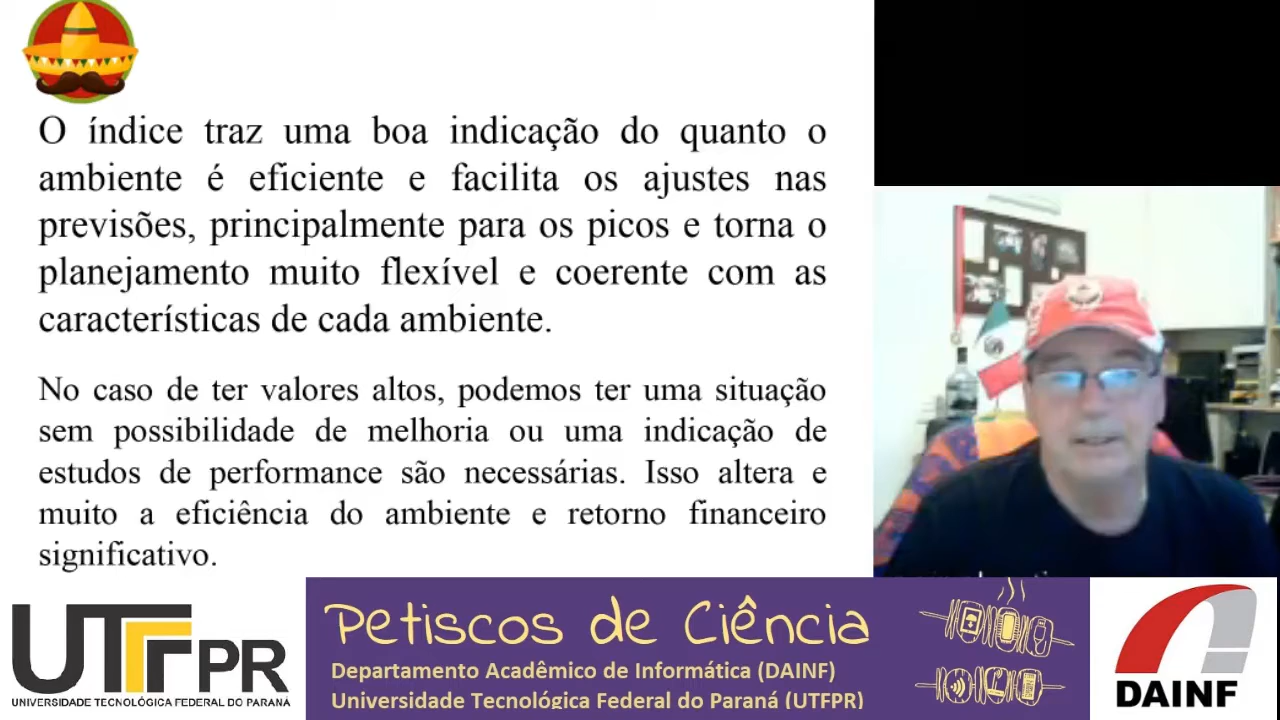 O índice traz uma boa indicação do quanto o
ambiente é eficiente e facilita os ajustes nas
previsões, principalmente para os picos e torna o
planejamento muito flexível e coerente com as
características de cada ambiente.
No caso de ter valores altos, podemos ter uma situação
sem possibilidade de melhoria ou uma indicação de
estudos de performance são necessárias. Isso altera e
muito a eficiência do ambiente e retorno financeiro
significativo.
UTFPR
UNIVERSIDADE TECNOLÓGICA FEDERAL DO PARANÁ
Petiscos de Ciência
Departamento Acadêmico de Informática (DAINF)
Universidade Tecnológica Federal do Paraná (UTFPR)
DAINF